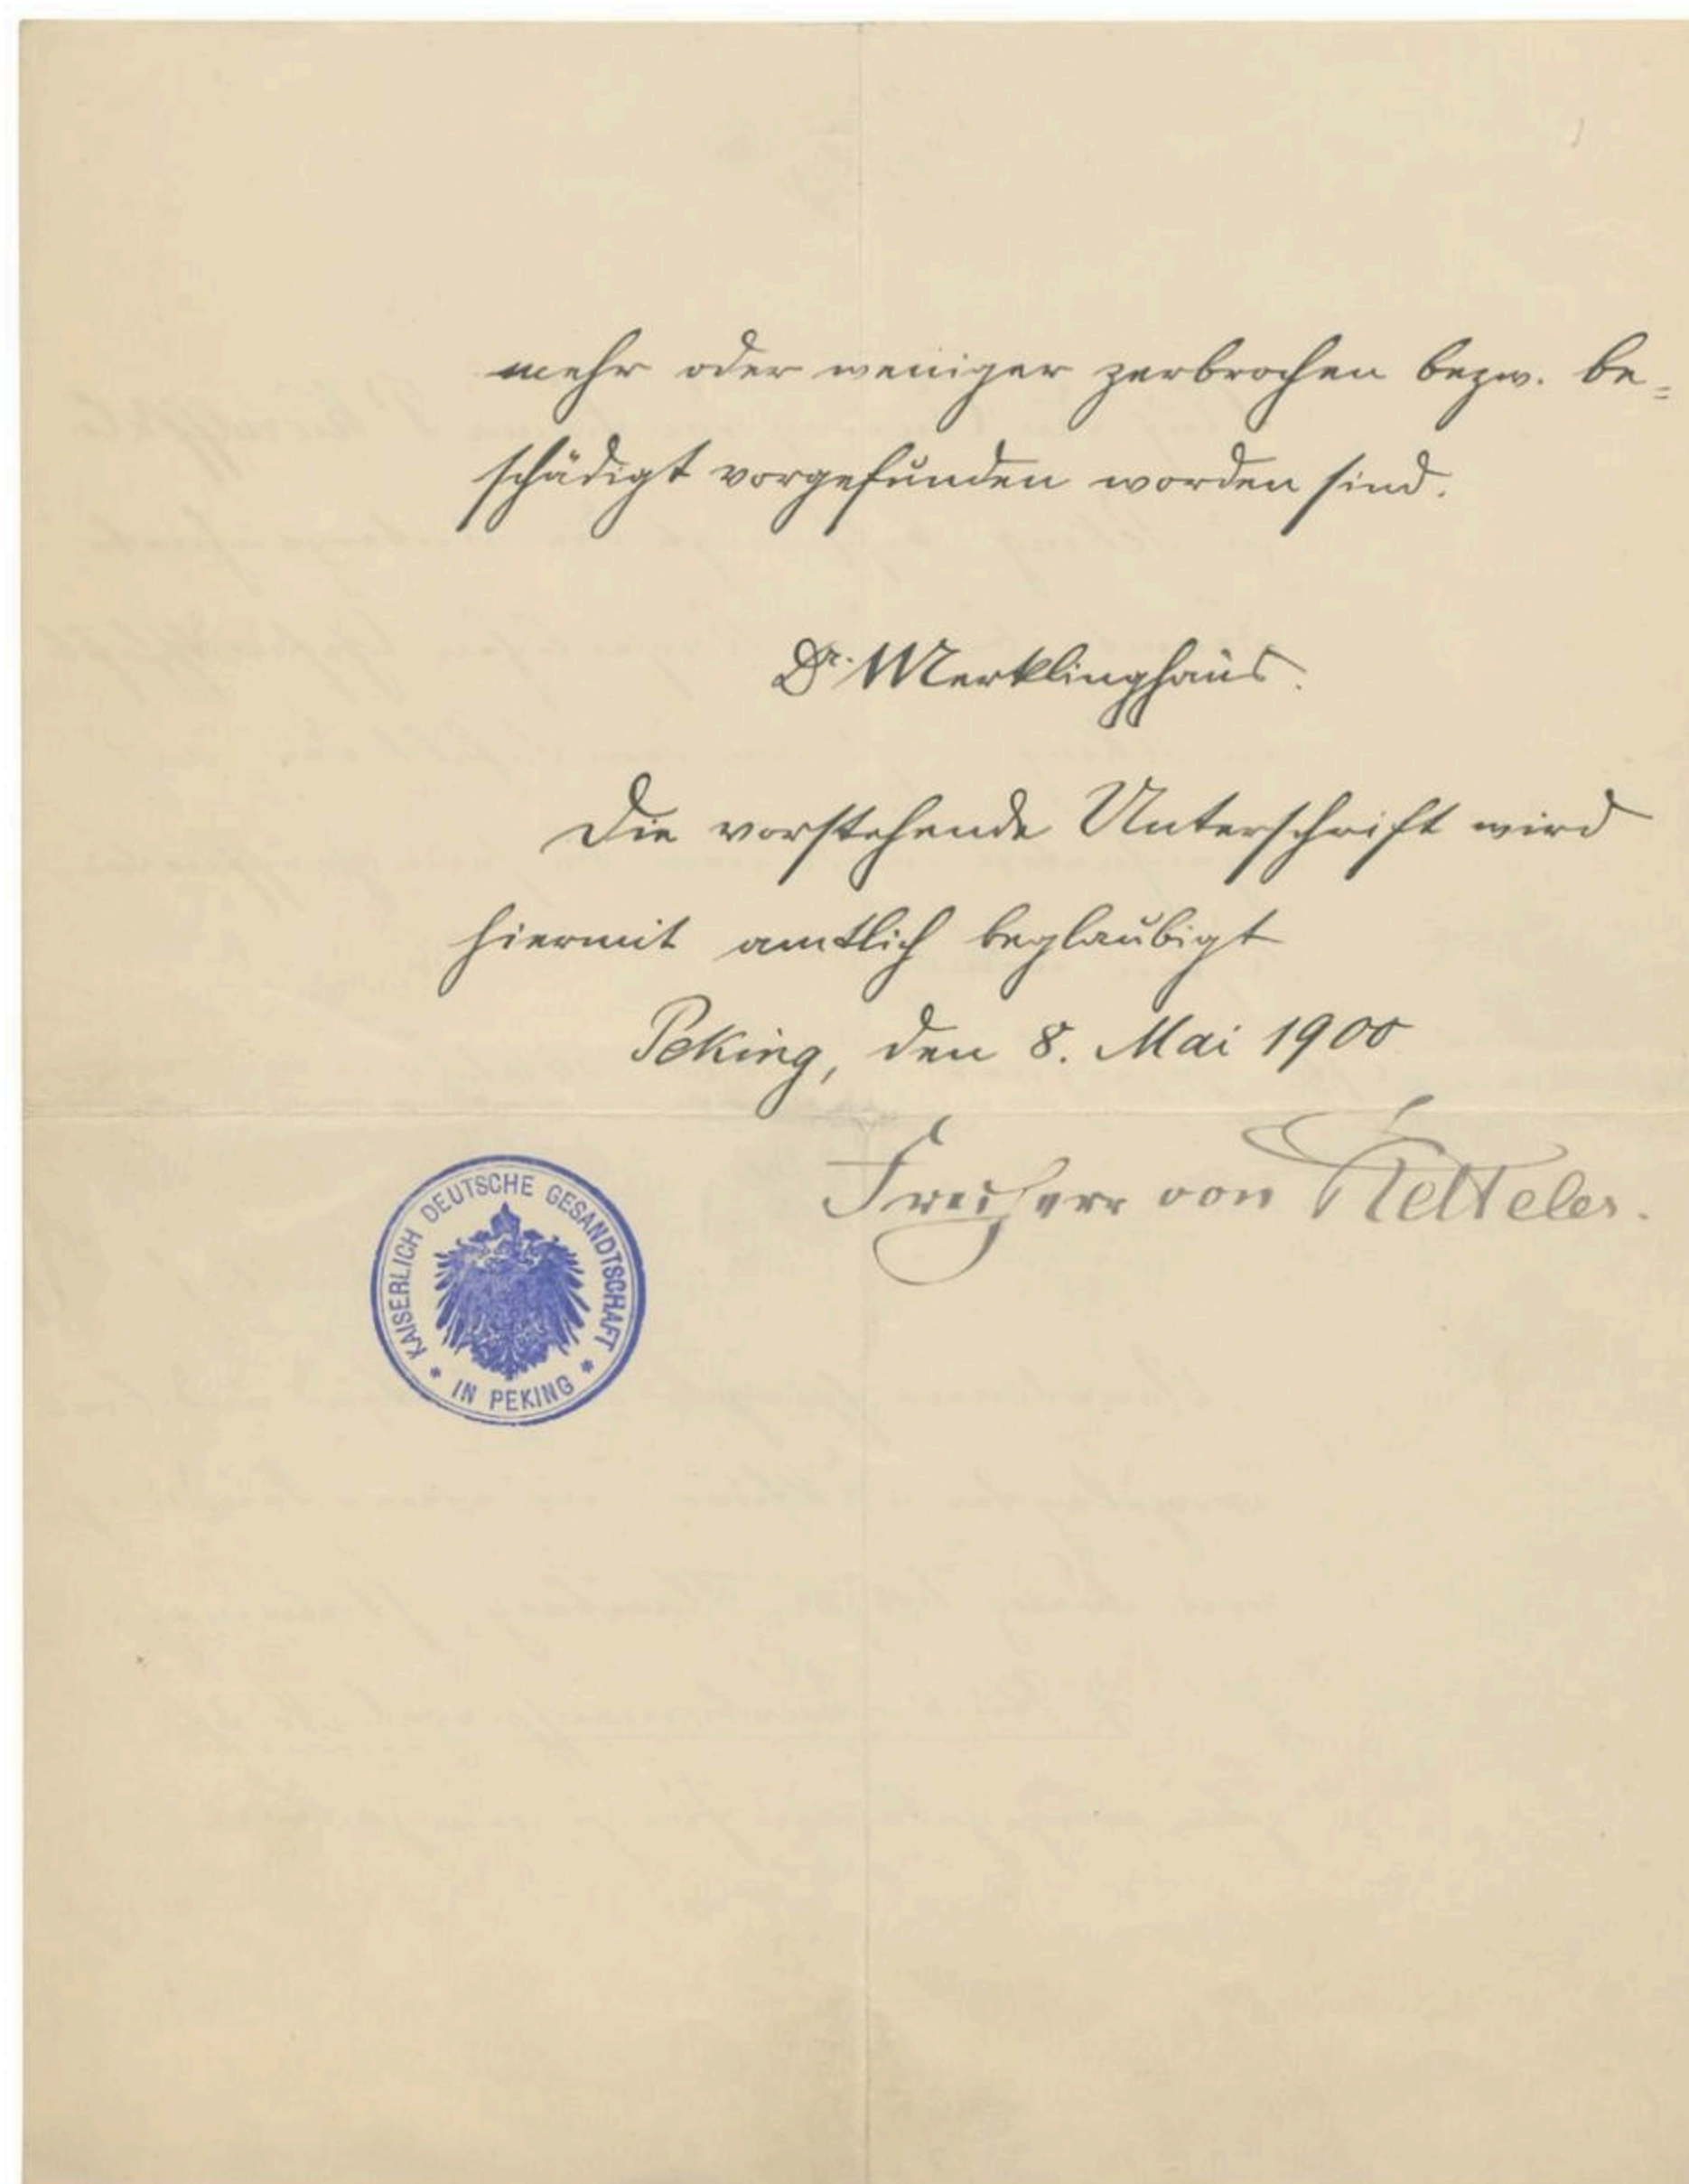 mehr oder weniger zerbrochen bezw. be=
schädigt vorgefunden worden sind.
Dr. Merklinghaus.
Die vorstehende Unterschrift wird
hiermit amtlich beglaubigt
Peking, den 8. Mai 1900
Freiherr von Ketteler.
KAISERLICH DEUTSCHE GESANDTSCHAFT
* IN PEKING *